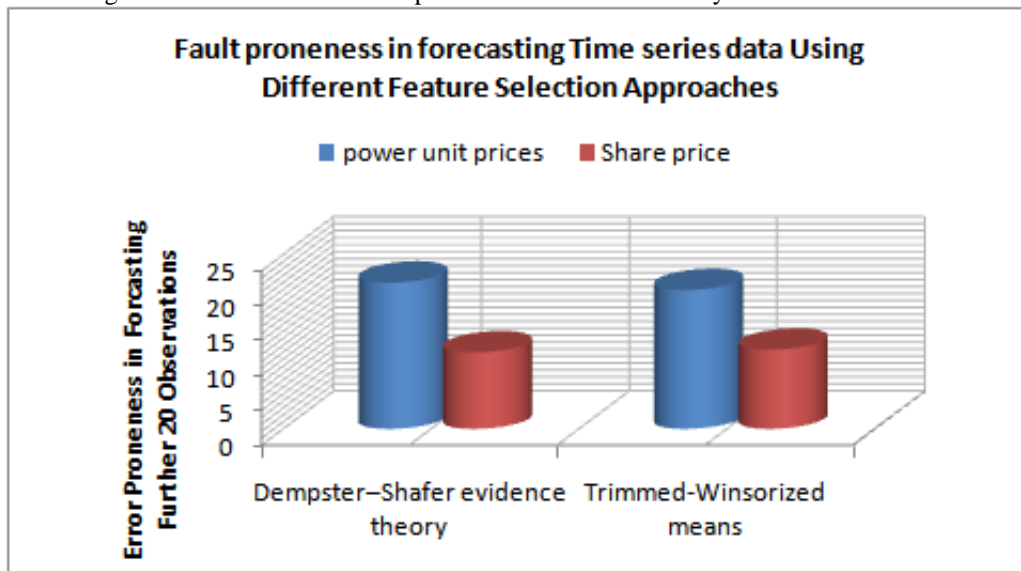 Fault proneness in forecasting Time series data Using
Different Feature Selection Approaches
power unit prices Share price
Error Proneness in Forcasting
Further 20 Observations
25
20
15
10
5
0
Dempster–Shafer evidence
theory
Trimmed-Winsorized
means